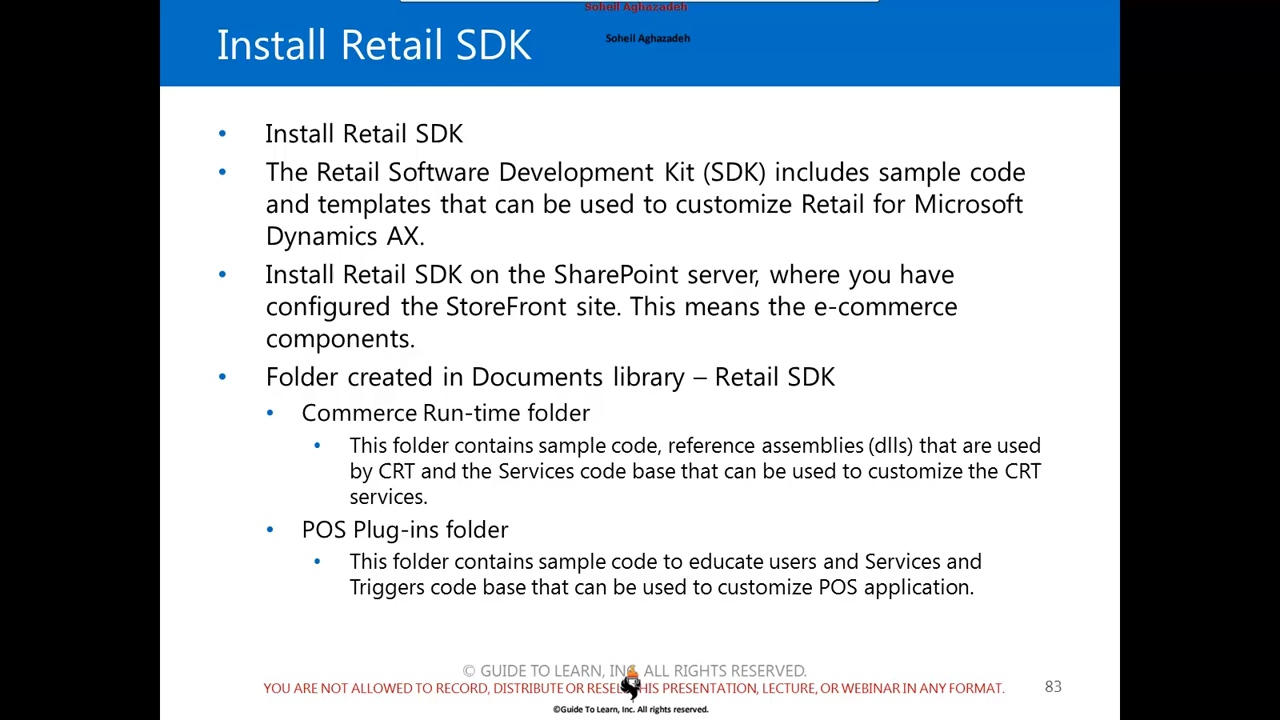 Soheil Aghazadeh
Soheil Aghazadeh
Install Retail SDK
• Install Retail SDK
• The Retail Software Development Kit (SDK) includes sample code
and templates that can be used to customize Retail for Microsoft
Dynamics AX.
• Install Retail SDK on the SharePoint server, where you have
configured the StoreFront site. This means the e-commerce
components.
• Folder created in Documents library – Retail SDK
• Commerce Run-time folder
• This folder contains sample code, reference assemblies (dlls) that are used
by CRT and the Services code base that can be used to customize the CRT
services.
• POS Plug-ins folder
• This folder contains sample code to educate users and Services and
Triggers code base that can be used to customize POS application.
© GUIDE TO LEARN, INC. ALL RIGHTS RESERVED.
YOU ARE NOT ALLOWED TO RECORD, DISTRIBUTE OR RESELL THIS PRESENTATION, LECTURE, OR WEBINAR IN ANY FORMAT.
83
©Guide To Learn, Inc. All rights reserved.